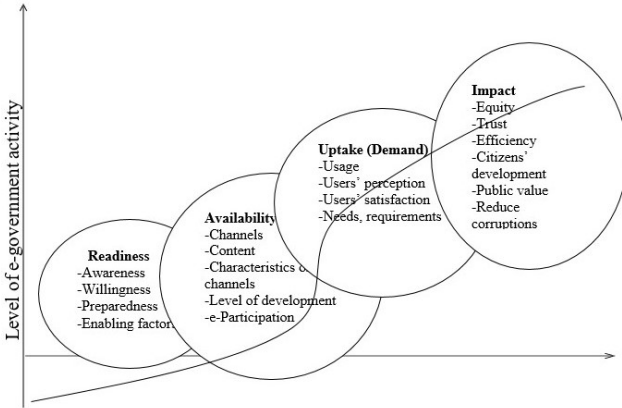 Level of e-government activity
Readiness
-Awareness
-Willingness
-Preparedness
-Enabling factor
Availability
-Channels
-Content
-Characteristics o
channels
-Level of development
-e-Participation
Uptake (Demand)
-Usage
-Users’ perception
-Users’ satisfaction
-Needs, requirements
Impact
-Equity
-Trust
-Efficiency
-Citizens’
development
-Public value
-Reduce
corruptions